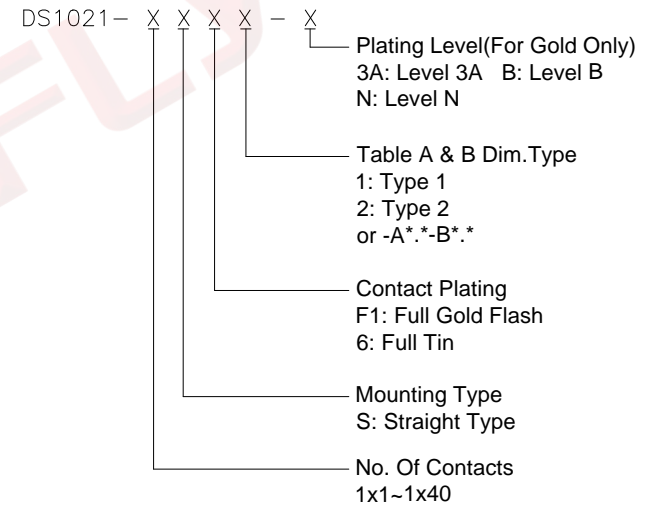 DS1021- X X X X - X
Plating Level(For Gold Only)
3A: Level 3A B: Level B
N: Level N
Table A & B Dim.Type
1: Type 1
2: Type 2
or -A*.*-B*.*
Contact Plating
F1: Full Gold Flash
6: Full Tin
Mounting Type
S: Straight Type
No. Of Contacts
1x1~1x40